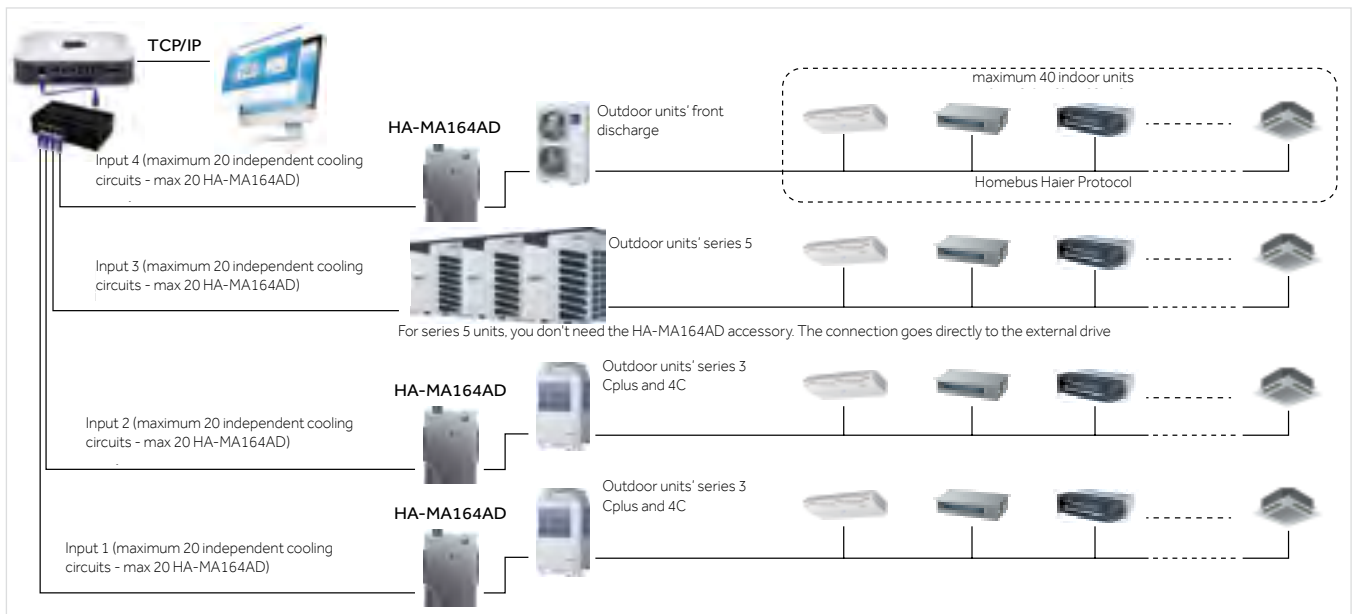 TCP/IP
maximum 40 indoor units
Outdoor units' front
discharge
HA-MA164AD
Input 4 (maximum 20 independent cooling
circuits - max 20 HA-MA164AD)
Homebus Haier Protocol
Outdoor units' series 5
Input 3 (maximum 20 independent cooling
circuits - max 20 HA-MA164AD)
For series 5 units, you don't need the HA-MA164AD accessory. The connection goes directly to the external drive
Outdoor units' series 3
Cplus and 4C
HA-MA164AD
Input 2 (maximum 20 independent cooling
circuits - max 20 HA-MA164AD)
Outdoor units' series 3
Cplus and 4C
HA-MA164AD
Input 1 (maximum 20 independent cooling
circuits - max 20 HA-MA164AD)